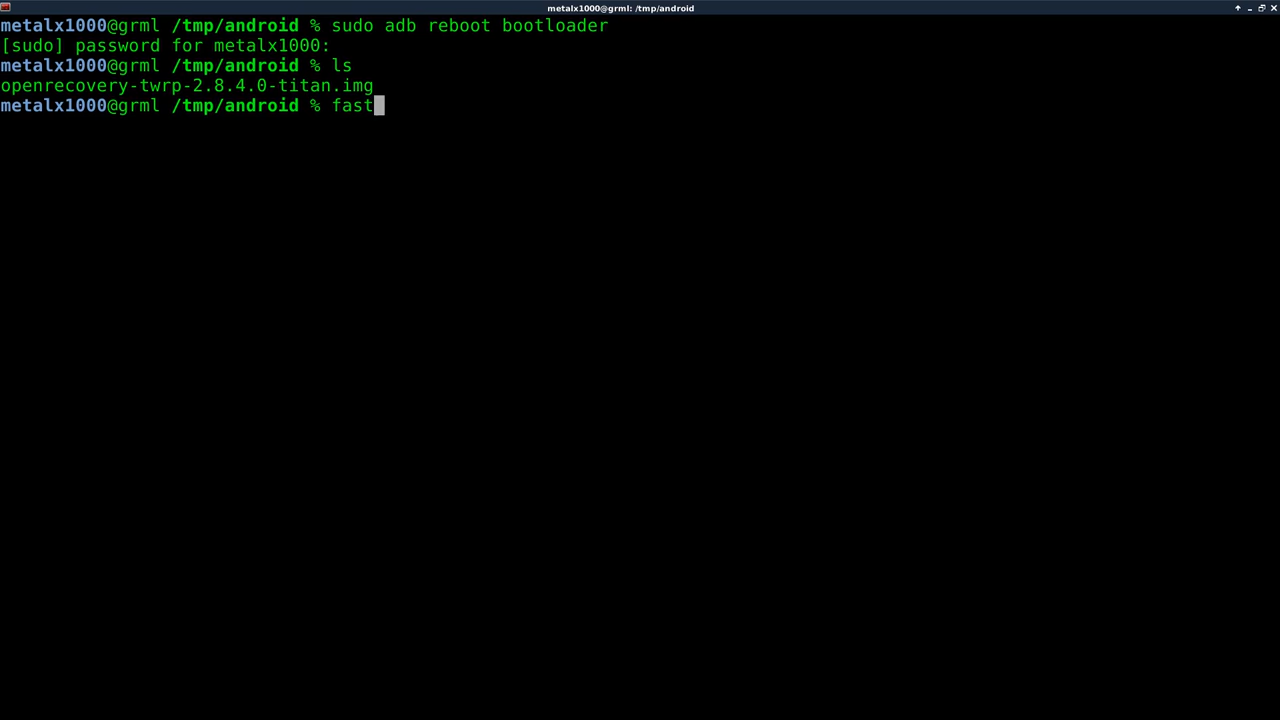 metalx1000@grml: /tmp/android
metalx1000@grml /tmp/android % sudo adb reboot bootloader
[sudo] password for metalx1000:
metalx1000@grml /tmp/android % ls
openrecovery-twrp-2.8.4.0-titan.img
metalx1000@grml /tmp/android % fast